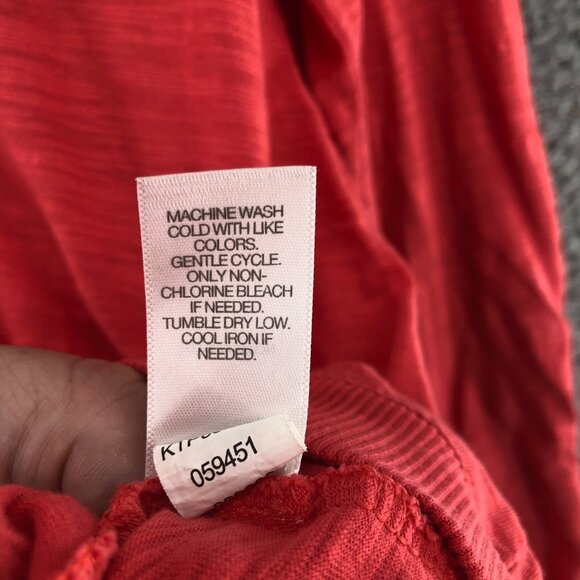 MACHINE WASH
COLD WITH LIKE
COLORS.
GENTLE CYCLE.
ONLY NON-
CHLORINE BLEACH
IF NEEDED.
TUMBLE DRY LOW.
COOL IRON IF
NEEDED.
059451